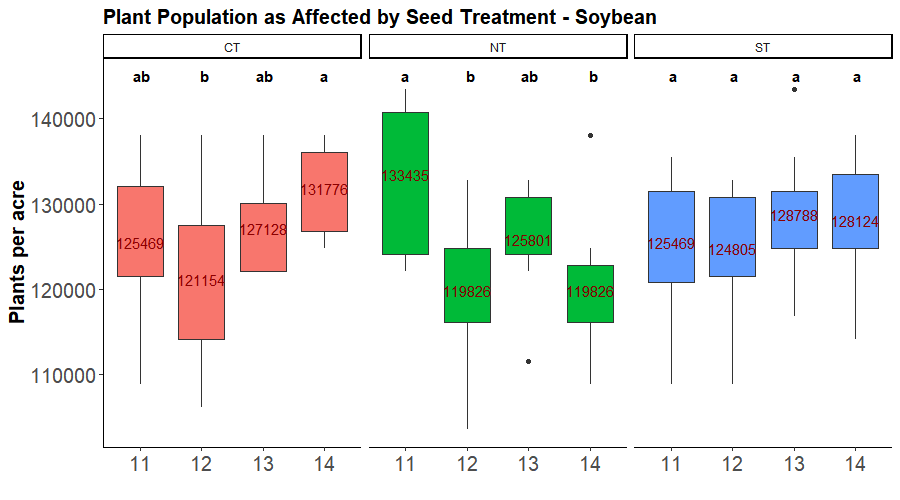 Plant Population as Affected by Seed Treatment - Soybean
CT NT ST
ab b ab a a b ab b a a a a
140000
130000
120000
110000
Plants per acre
125469 121154 127128 131776 133435 119826 125801 119826 125469 124805 128788 128124
11 12 13 14 11 12 13 14 11 12 13 14